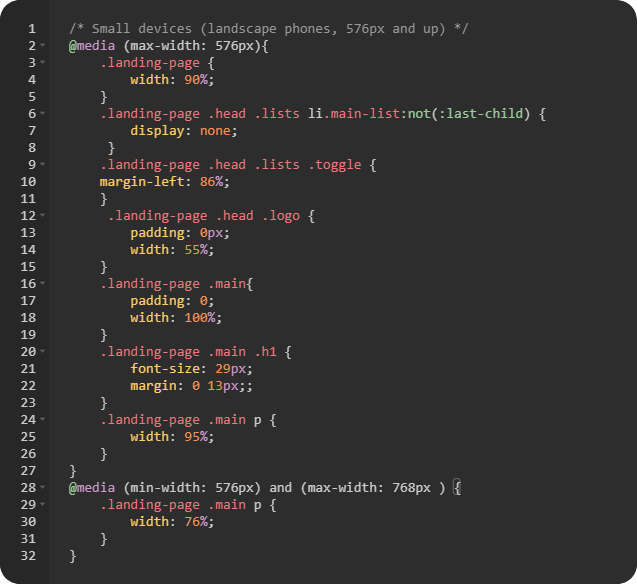 1 /* Small devices (landscape phones, 576px and up) */
2 @media (max-width: 576px){
3     .landing-page {
4         width: 90%;
5     }
6     .landing-page .head .lists li.main-list:not(:last-child) {
7         display: none;
8      }
9     .landing-page .head .lists .toggle {
10     margin-left: 86%;
11     }
12      .landing-page .head .logo {
13         padding: 0px;
14         width: 55%;
15     }
16     .landing-page .main{
17         padding: 0;
18         width: 100%;
19     }
20     .landing-page .main .h1 {
21         font-size: 29px;
22         margin: 0 13px;;
23     }
24     .landing-page .main p {
25         width: 95%;
26     }
27 }
28 @media (min-width: 576px) and (max-width: 768px ) {
29     .landing-page .main p {
30         width: 76%;
31     }
32 }